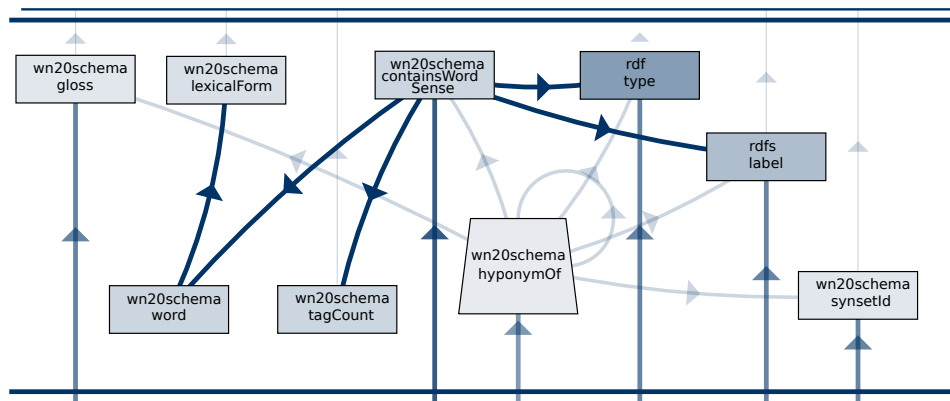 wn20schema
gloss
wn20schema
lexicalForm
wn20schema
containsWord
Sense
rdf
type
rdfs
label
wn20schema
hyponymOf
wn20schema
synsetId
wn20schema
word
wn20schema
tagCount